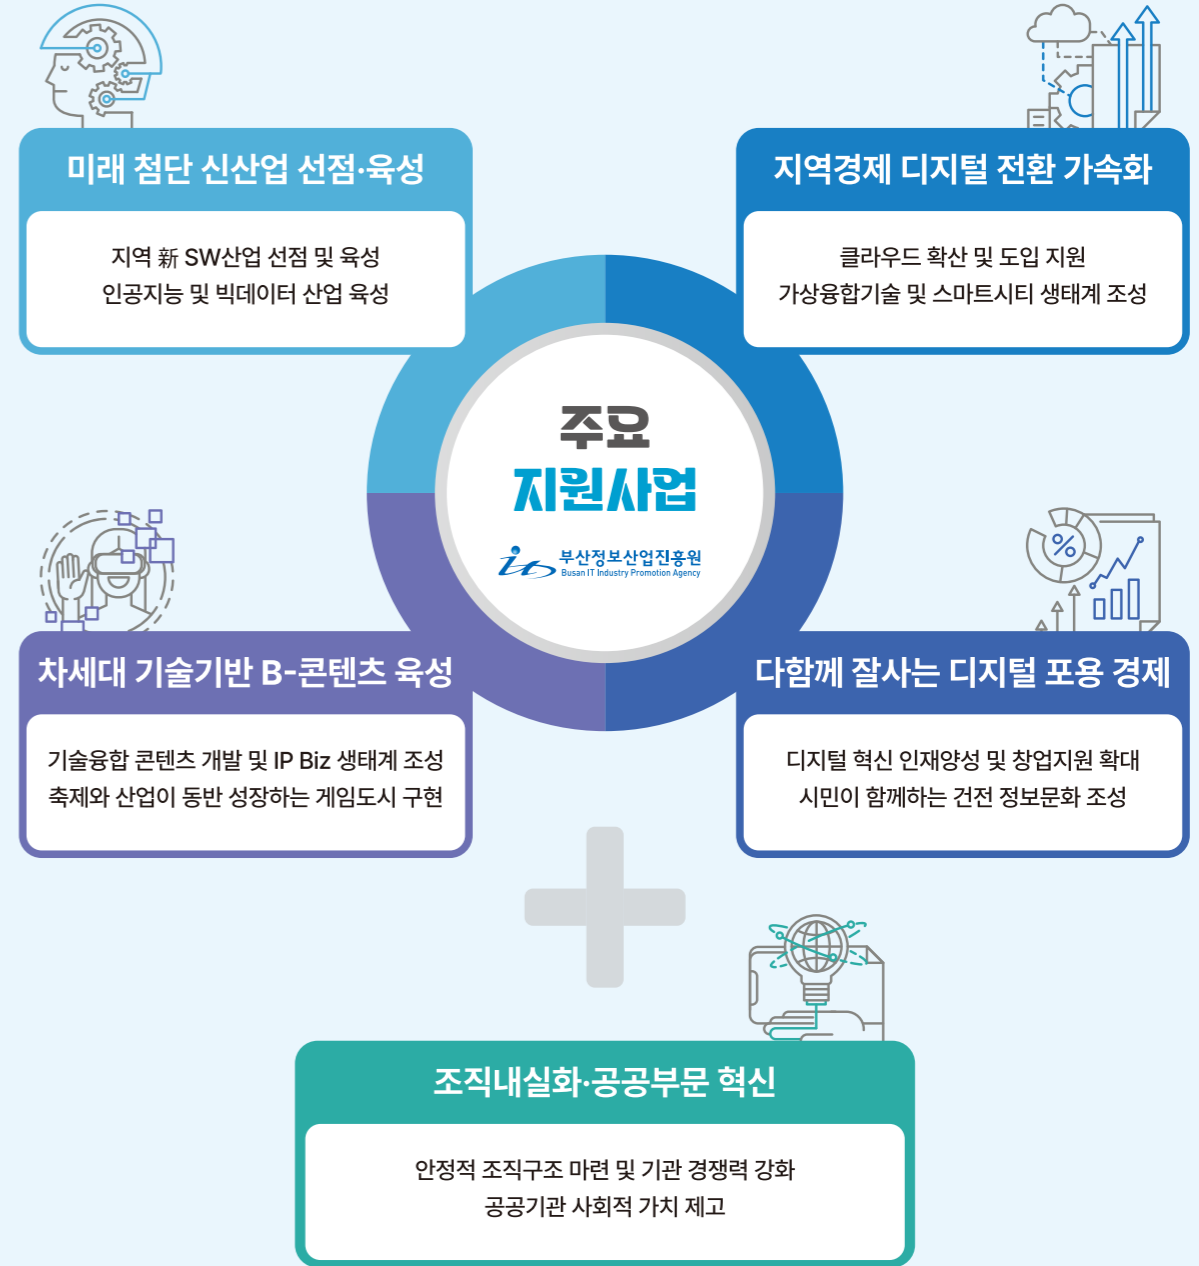 미래 첨단 신산업 선점·육성
지역 新 SW산업 선점 및 육성
인공지능 및 빅데이터 산업 육성
지역경제 디지털 전환 가속화
클라우드 확산 및 도입 지원
가상융합기술 및 스마트시티 생태계 조성
주요
지원사업
부산정보산업진흥원
Busan IT Industry Promotion Agency
차세대 기술기반 B-콘텐츠 육성
기술융합 콘텐츠 개발 및 IP Biz 생태계 조성
축제와 산업이 동반 성장하는 게임도시 구현
%
다함께 잘사는 디지털 포용 경제
디지털 혁신 인재양성 및 창업지원 확대
시민이 함께하는 건전 정보문화 조성
조직내실화·공공부문 혁신
안정적 조직구조 마련 및 기관 경쟁력 강화
공공기관 사회적 가치 제고